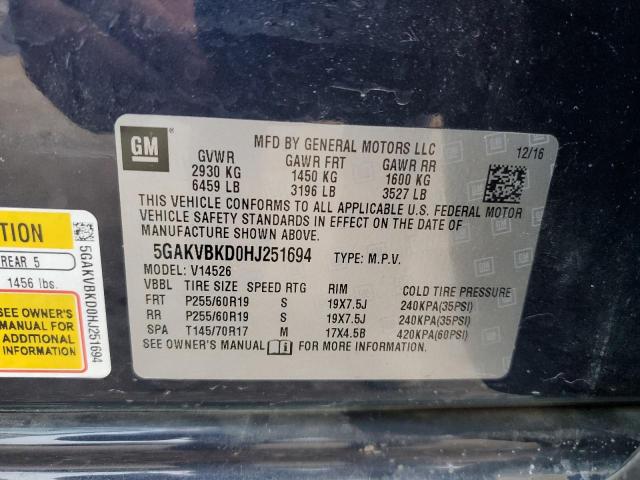 GM
MFD BY GENERAL MOTORS LLC
12/16
GVWR GAWR FRT GAWR RR
2930 KG 1450 KG 1600 KG
6459 LB 3196 LB 3527 LB
THIS VEHICLE CONFORMS TO ALL APPLICABLE U.S. FEDERAL MOTOR
VEHICLE SAFETY STANDARDS IN EFFECT ON THE DATE OF
MANUFACTURE SHOWN ABOVE.
5GAKVBKD0HJ251694 TYPE: M.P.V.
MODEL: V14526
VBBL TIRE SIZE SPEED RTG RIM COLD TIRE PRESSURE
FRT P255/60R19 S 19X7.5J 240KPA(35PSI)
RR P255/60R19 S 19X7.5J 240KPA(35PSI)
SPA T145/70R17 M 17X4.5B 420KPA(60PSI)
SEE OWNER'S MANUAL FOR MORE INFORMATION.
TION
REAR 5
1456 lbs.
SEE OWNER'S
MANUAL FOR
ADDITIONAL
INFORMATION
5GAKVBKD0HJ251694